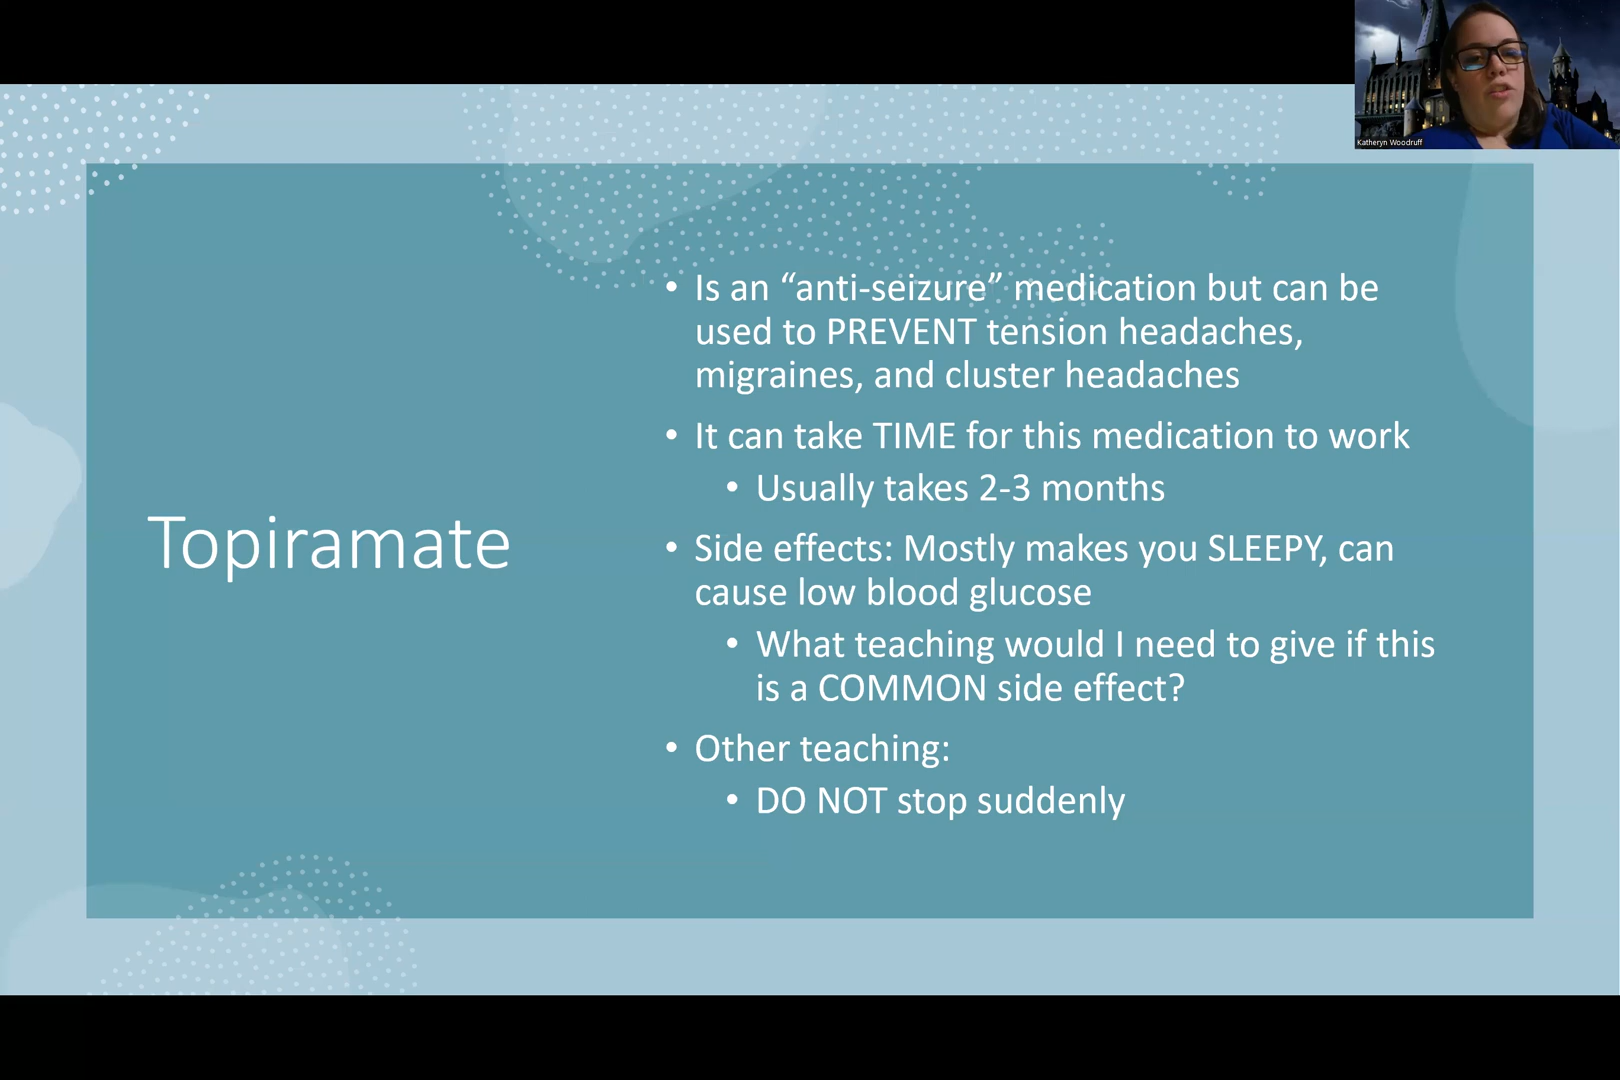 Katheryn Woodruff
Topiramate
• Is an “anti-seizure” medication but can be
used to PREVENT tension headaches,
migraines, and cluster headaches
• It can take TIME for this medication to work
• Usually takes 2-3 months
• Side effects: Mostly makes you SLEEPY, can
cause low blood glucose
• What teaching would I need to give if this
is a COMMON side effect?
• Other teaching:
• DO NOT stop suddenly